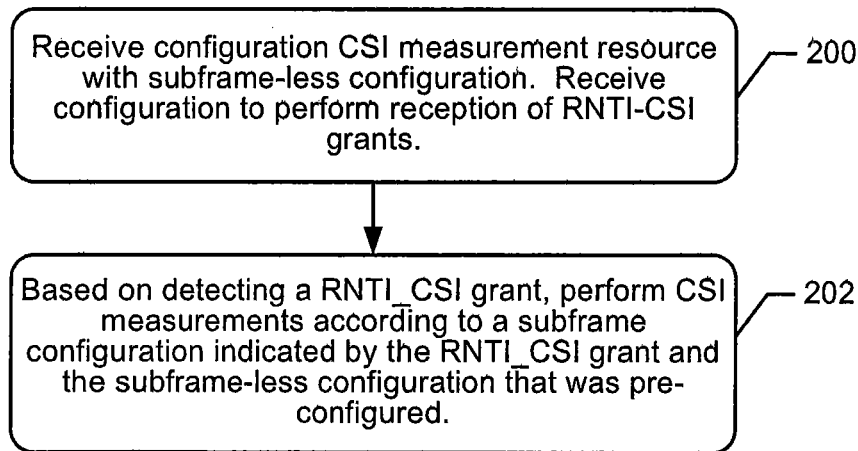 Receive configuration CSI measurement resource
with subframe-less configuration. Receive
configuration to perform reception of RNTI-CSI
grants.
200
Based on detecting a RNTI_CSI grant, perform CSI
measurements according to a subframe
configuration indicated by the RNTI_CSI grant and
the subframe-less configuration that was pre-
configured.
202